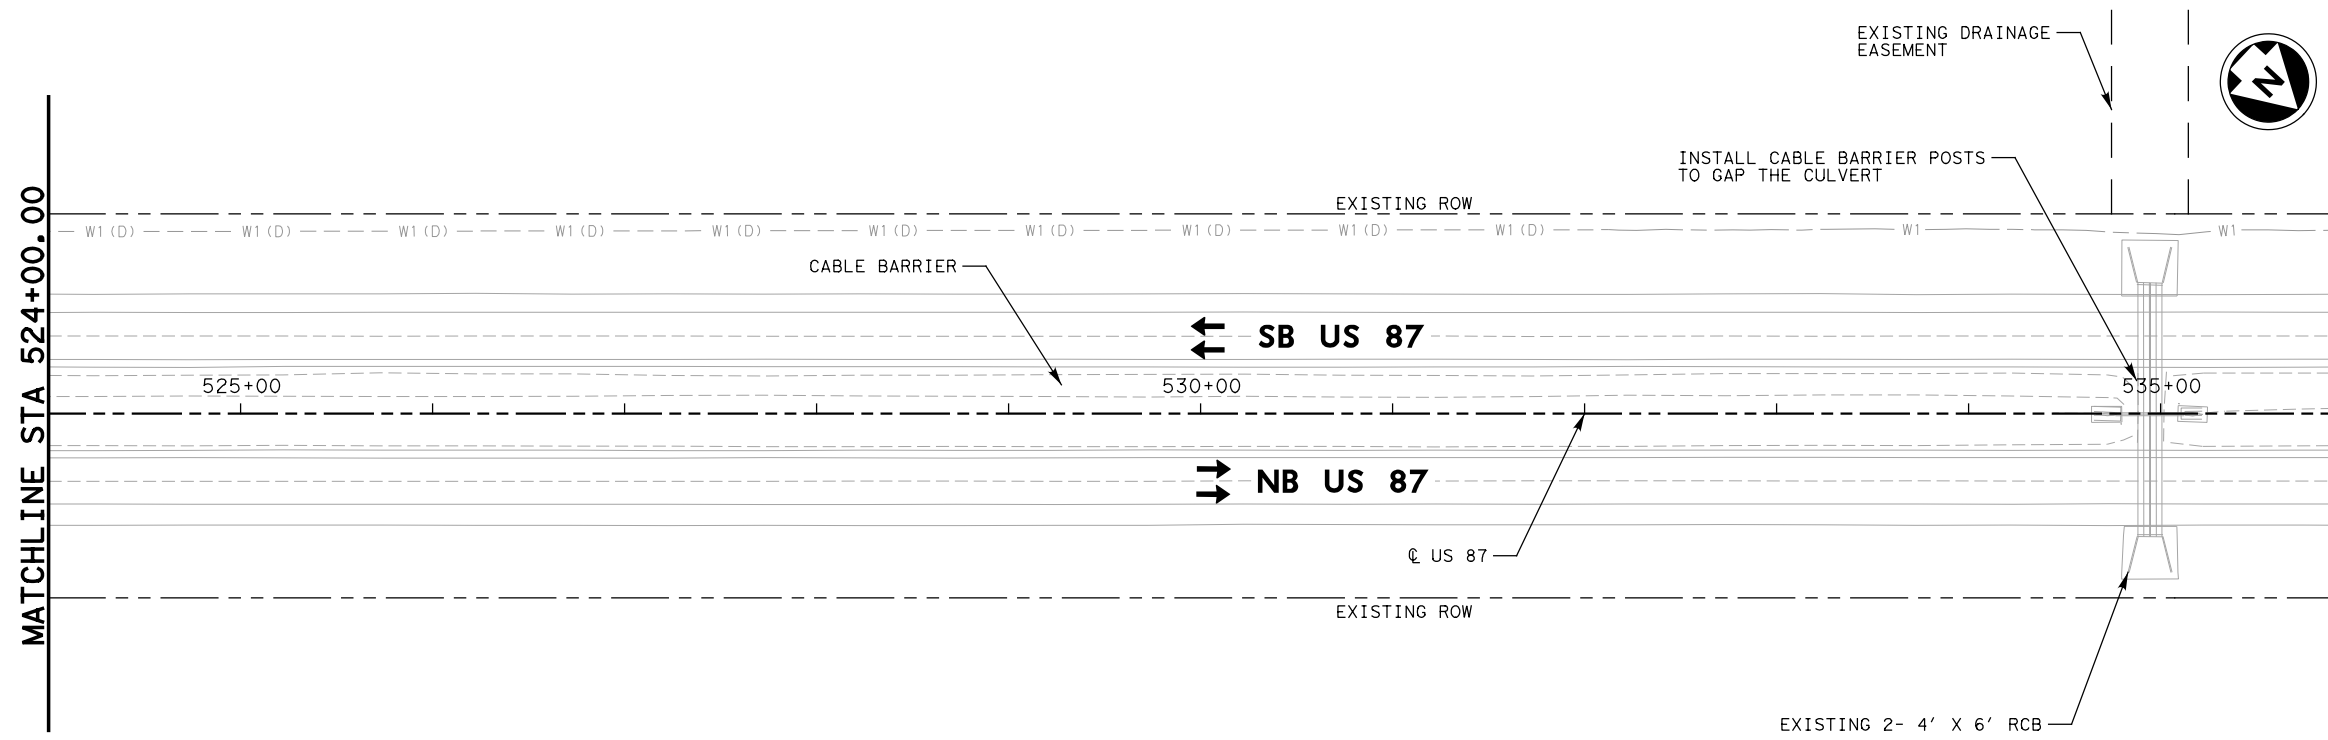 EXISTING DRAINAGE
EASEMENT
N
INSTALL CABLE BARRIER POSTS
TO GAP THE CULVERT
EXISTING ROW
W1(D) W1(D) W1(D) W1(D) W1(D) W1(D) W1(D) W1(D) W1(D) W1(D) W1 W1
CABLE BARRIER
SB US 87
525+00 530+00 535+00
NB US 87
℄ US 87
EXISTING ROW
EXISTING 2- 4' X 6' RCB
MATCHLINE STA 524+00.00